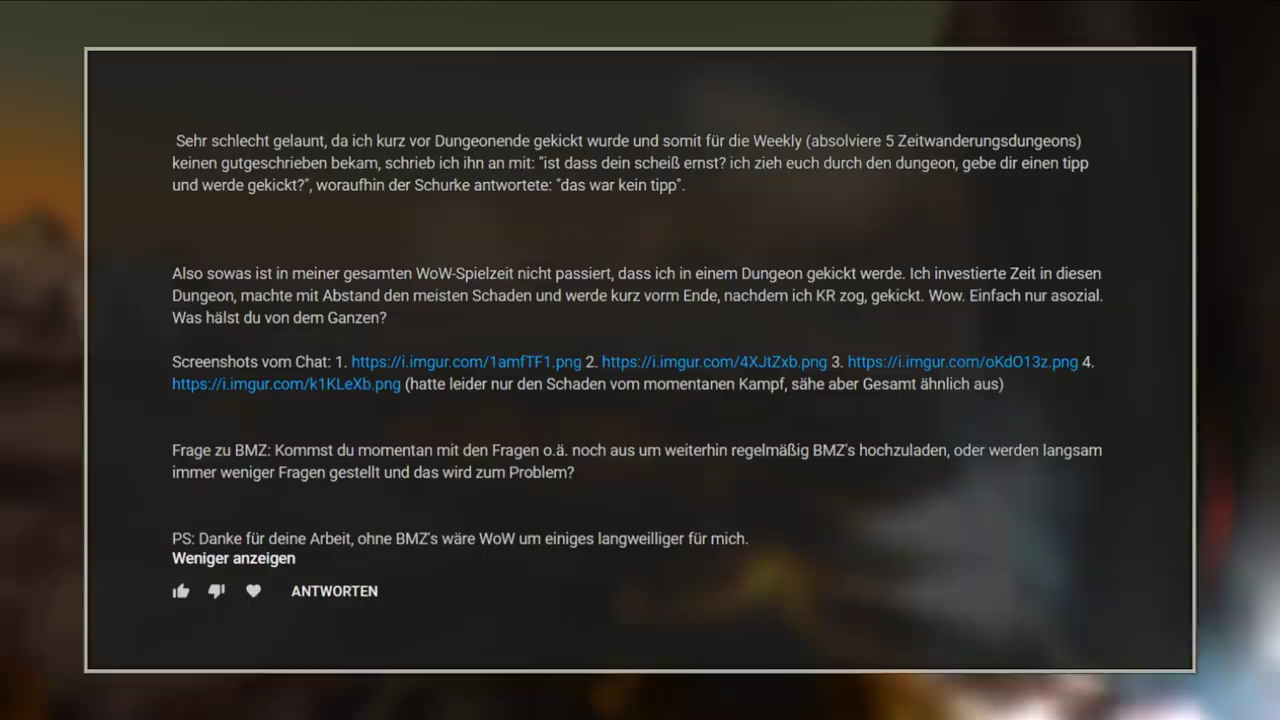 Sehr schlecht gelaunt, da ich kurz vor Dungeonende gekickt wurde und somit für die Weekly (absolviere 5 Zeitwanderungsdungeons)
keinen gutgeschrieben bekam, schrieb ich ihn an mit: "ist dass dein scheiß ernst? ich zieh euch durch den dungeon, gebe dir einen tipp
und werde gekickt?", woraufhin der Schurke antwortete: "das war kein tipp".
Also sowas ist in meiner gesamten WoW-Spielzeit nicht passiert, dass ich in einem Dungeon gekickt werde. Ich investierte Zeit in diesen
Dungeon, machte mit Abstand den meisten Schaden und werde kurz vorm Ende, nachdem ich KR zog, gekickt. Wow. Einfach nur asozial.
Was hälst du von dem Ganzen?
Screenshots vom Chat: 1. https://i.imgur.com/1amfTF1.png 2. https://i.imgur.com/4XJtZxb.png 3. https://i.imgur.com/oKdO13z.png 4.
https://i.imgur.com/k1KLeXb.png (hatte leider nur den Schaden vom momentanen Kampf, sähe aber Gesamt ähnlich aus)
Frage zu BMZ: Kommst du momentan mit den Fragen o.ä. noch aus um weiterhin regelmäßig BMZ's hochzuladen, oder werden langsam
immer weniger Fragen gestellt und das wird zum Problem?
PS: Danke für deine Arbeit, ohne BMZ's wäre WoW um einiges langweilliger für mich.
Weniger anzeigen
ANTWORTEN